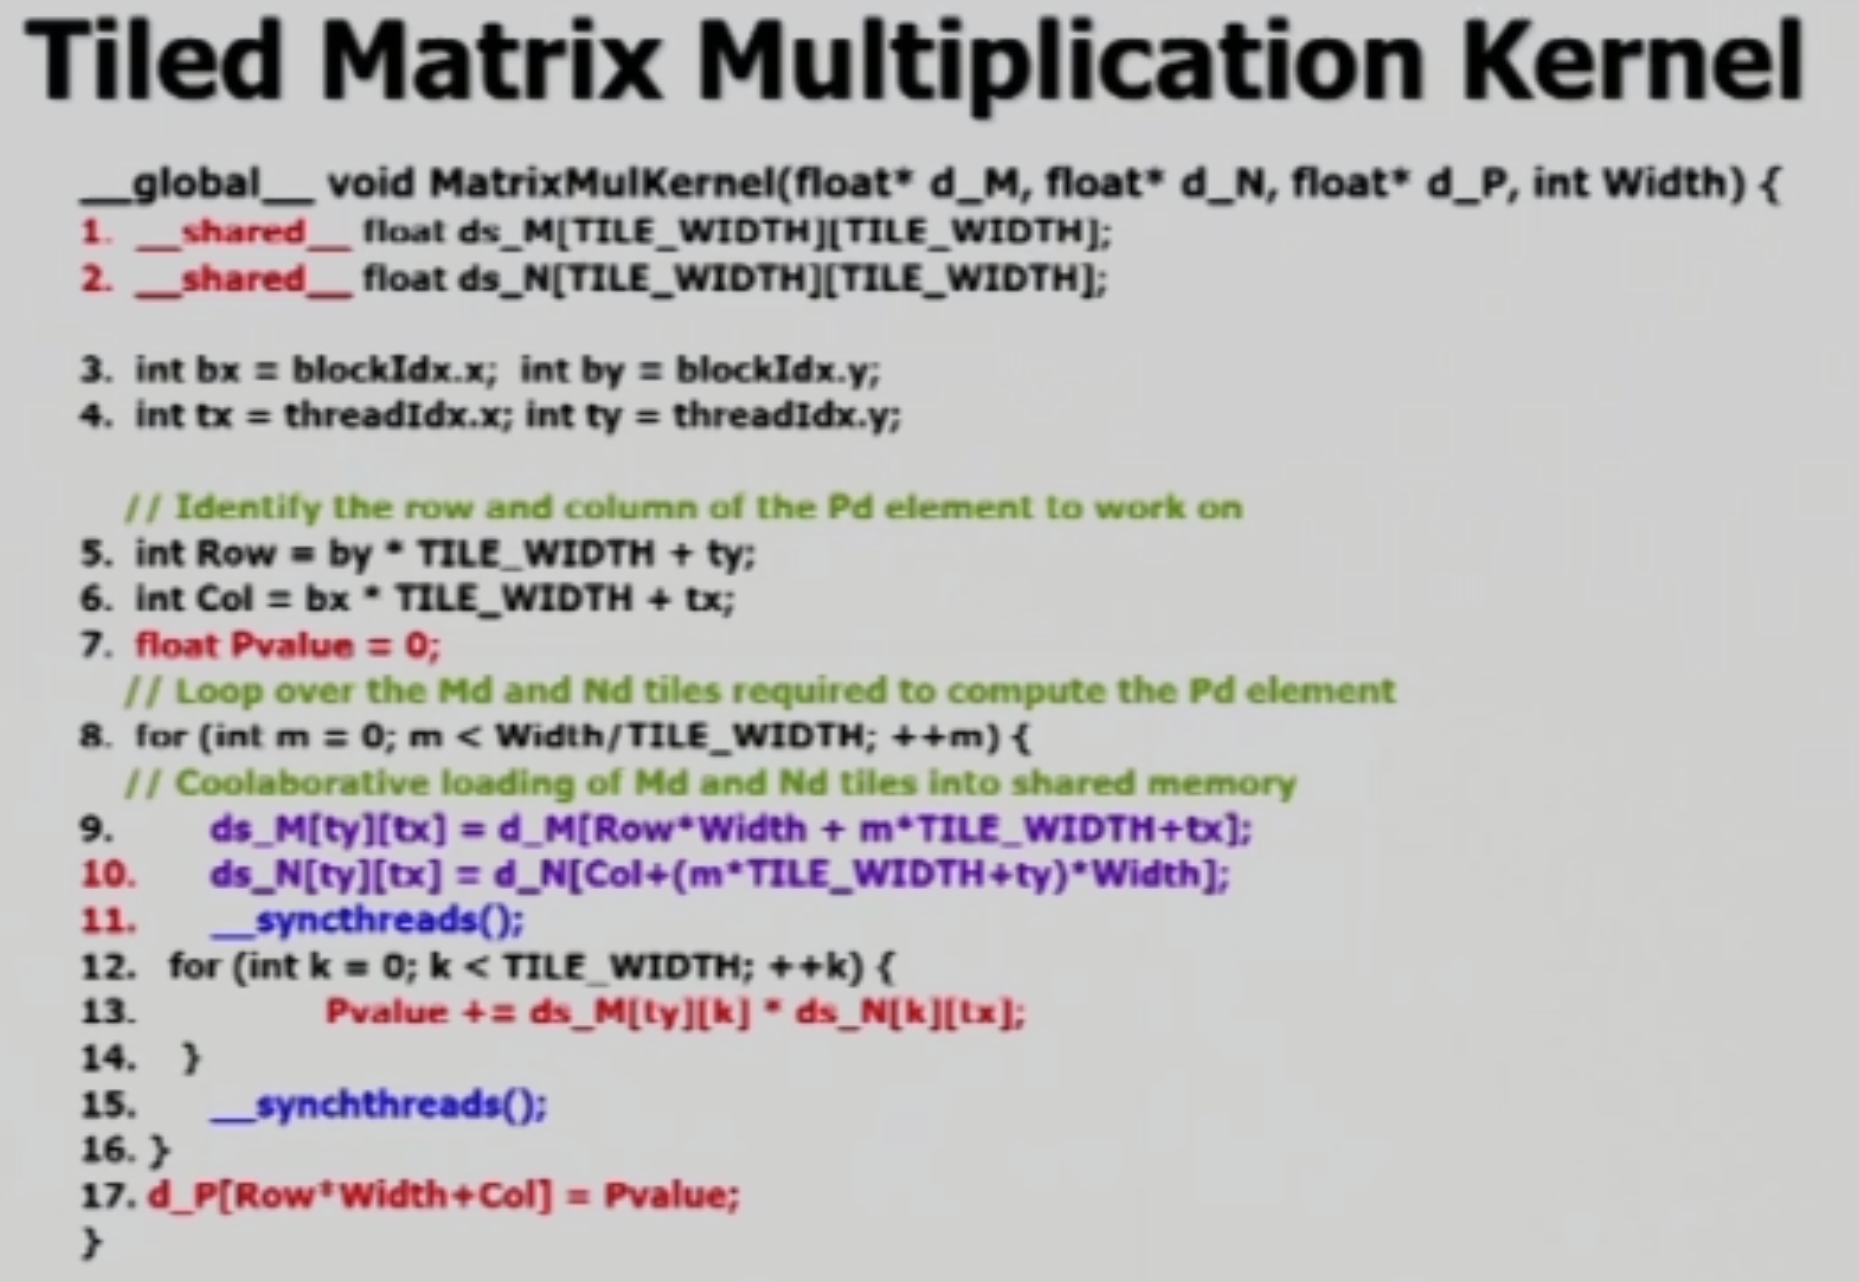 Tiled Matrix Multiplication Kernel
__global__ void MatrixMulKernel(float* d_M, float* d_N, float* d_P, int Width) {
1. __shared__ float ds_M[TILE_WIDTH][TILE_WIDTH];
2. __shared__ float ds_N[TILE_WIDTH][TILE_WIDTH];
3. int bx = blockIdx.x; int by = blockIdx.y;
4. int tx = threadIdx.x; int ty = threadIdx.y;
// Identify the row and column of the Pd element to work on
5. int Row = by * TILE_WIDTH + ty;
6. int Col = bx * TILE_WIDTH + tx;
7. float Pvalue = 0;
// Loop over the Md and Nd tiles required to compute the Pd element
8. for (int m = 0; m < Width/TILE_WIDTH; ++m) {
// Coolaborative loading of Md and Nd tiles into shared memory
9. ds_M[ty][tx] = d_M[Row*Width + m*TILE_WIDTH+tx];
10. ds_N[ty][tx] = d_N[Col+(m*TILE_WIDTH+ty)*Width];
11. __syncthreads();
12. for (int k = 0; k < TILE_WIDTH; ++k) {
13. Pvalue += ds_M[ty][k] * ds_N[k][tx];
14. }
15. __synchthreads();
16. }
17. d_P[Row*Width+Col] = Pvalue;
}